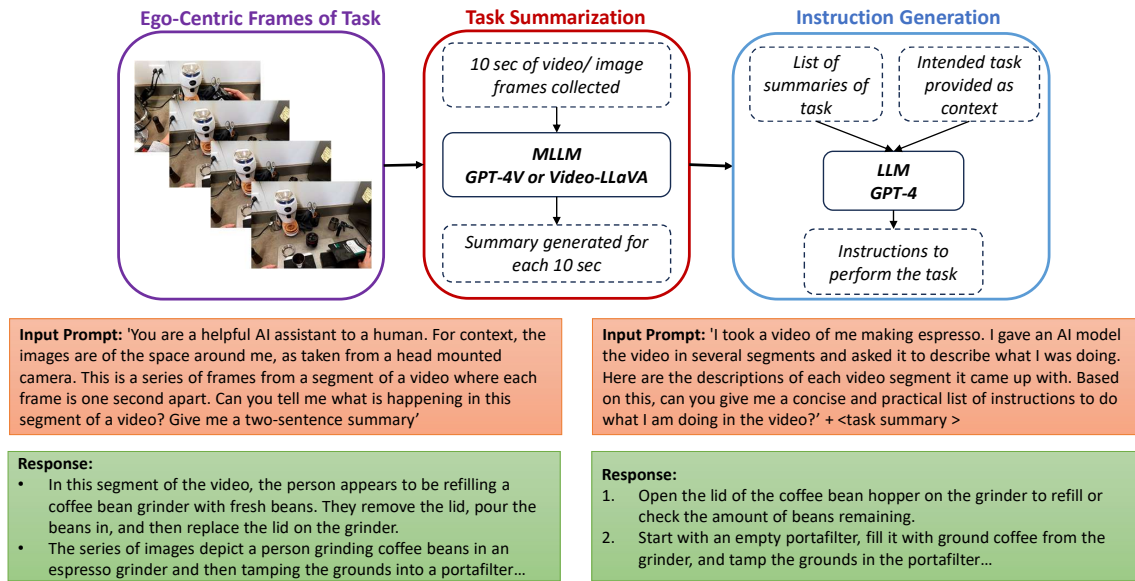 Ego-Centric Frames of Task
Task Summarization
Instruction Generation
10 sec of video/ image
frames collected
MLLM
GPT-4V or Video-LLaVA
Summary generated for
each 10 sec
List of
summaries of
task
Intended task
provided as
context
LLM
GPT-4
Instructions to
perform the task
Input Prompt: 'You are a helpful AI assistant to a human. For context, the
images are of the space around me, as taken from a head mounted
camera. This is a series of frames from a segment of a video where each
frame is one second apart. Can you tell me what is happening in this
segment of a video? Give me a two-sentence summary’
Input Prompt: 'I took a video of me making espresso. I gave an AI model
the video in several segments and asked it to describe what I was doing.
Here are the descriptions of each video segment it came up with. Based
on this, can you give me a concise and practical list of instructions to do
what I am doing in the video?’ + <task summary >
Response:
• In this segment of the video, the person appears to be refilling a
coffee bean grinder with fresh beans. They remove the lid, pour the
beans in, and then replace the lid on the grinder.
• The series of images depict a person grinding coffee beans in an
espresso grinder and then tamping the grounds into a portafilter…
Response:
1. Open the lid of the coffee bean hopper on the grinder to refill or
check the amount of beans remaining.
2. Start with an empty portafilter, fill it with ground coffee from the
grinder, and tamp the grounds in the portafilter…